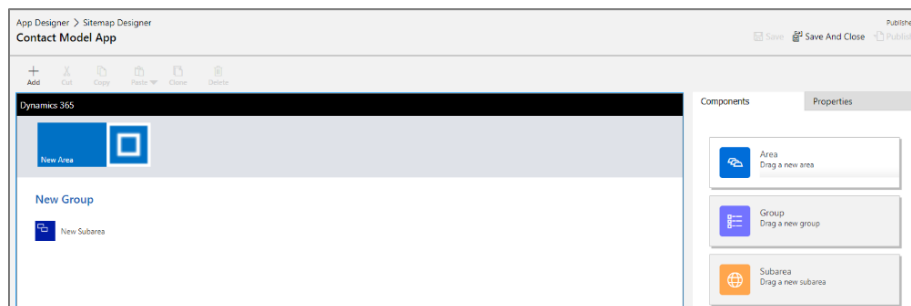 App Designer > Sitemap Designer
Publishe
Contact Model App
Save
Save And Close
Publish
Add
Cut
Copy
Paste
Clone
Delete
Dynamics 365
Components
Properties
New Area
Area
Drag a new area
New Group
Group
Drag a new group
New Subarea
Subarea
Drag a new subarea